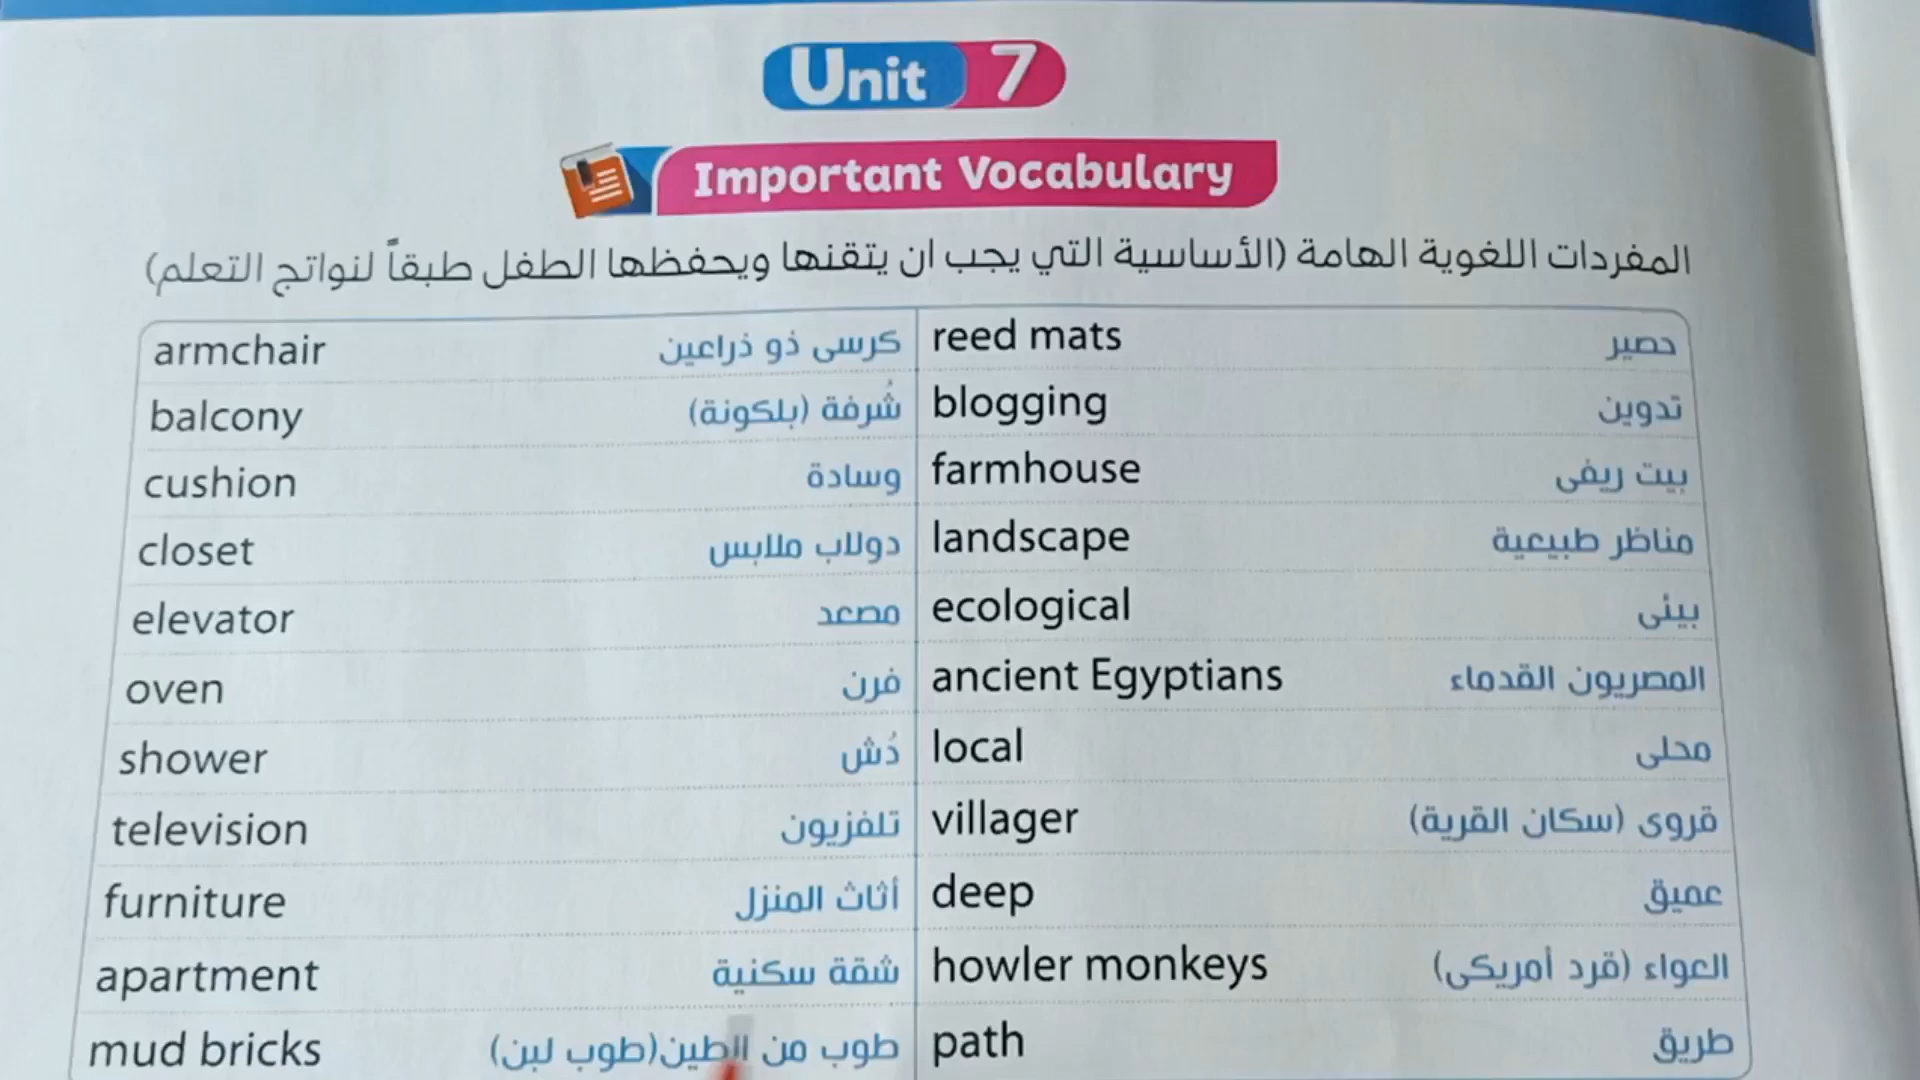 Unit 7
Important Vocabulary
المفردات اللغوية الهامة (الأساسية التي يجب ان يتقنها ويحفظها الطفل طبقاً لنواتج التعلم)
armchair كرسى ذو ذراعين reed mats حصير
balcony شُرفة (بلكونة) blogging تدوين
cushion وسادة farmhouse بيت ريفى
closet دولاب ملابس landscape مناظر طبيعية
elevator مصعد ecological بيئى
oven فرن ancient Egyptians المصريون القدماء
shower دُش local محلى
television تلفزيون villager قروى (سكان القرية)
furniture أثاث المنزل deep عميق
apartment شقة سكنية howler monkeys العواء (قرد أمريكى)
mud bricks طوب من الطين(طوب لبن) path طريق